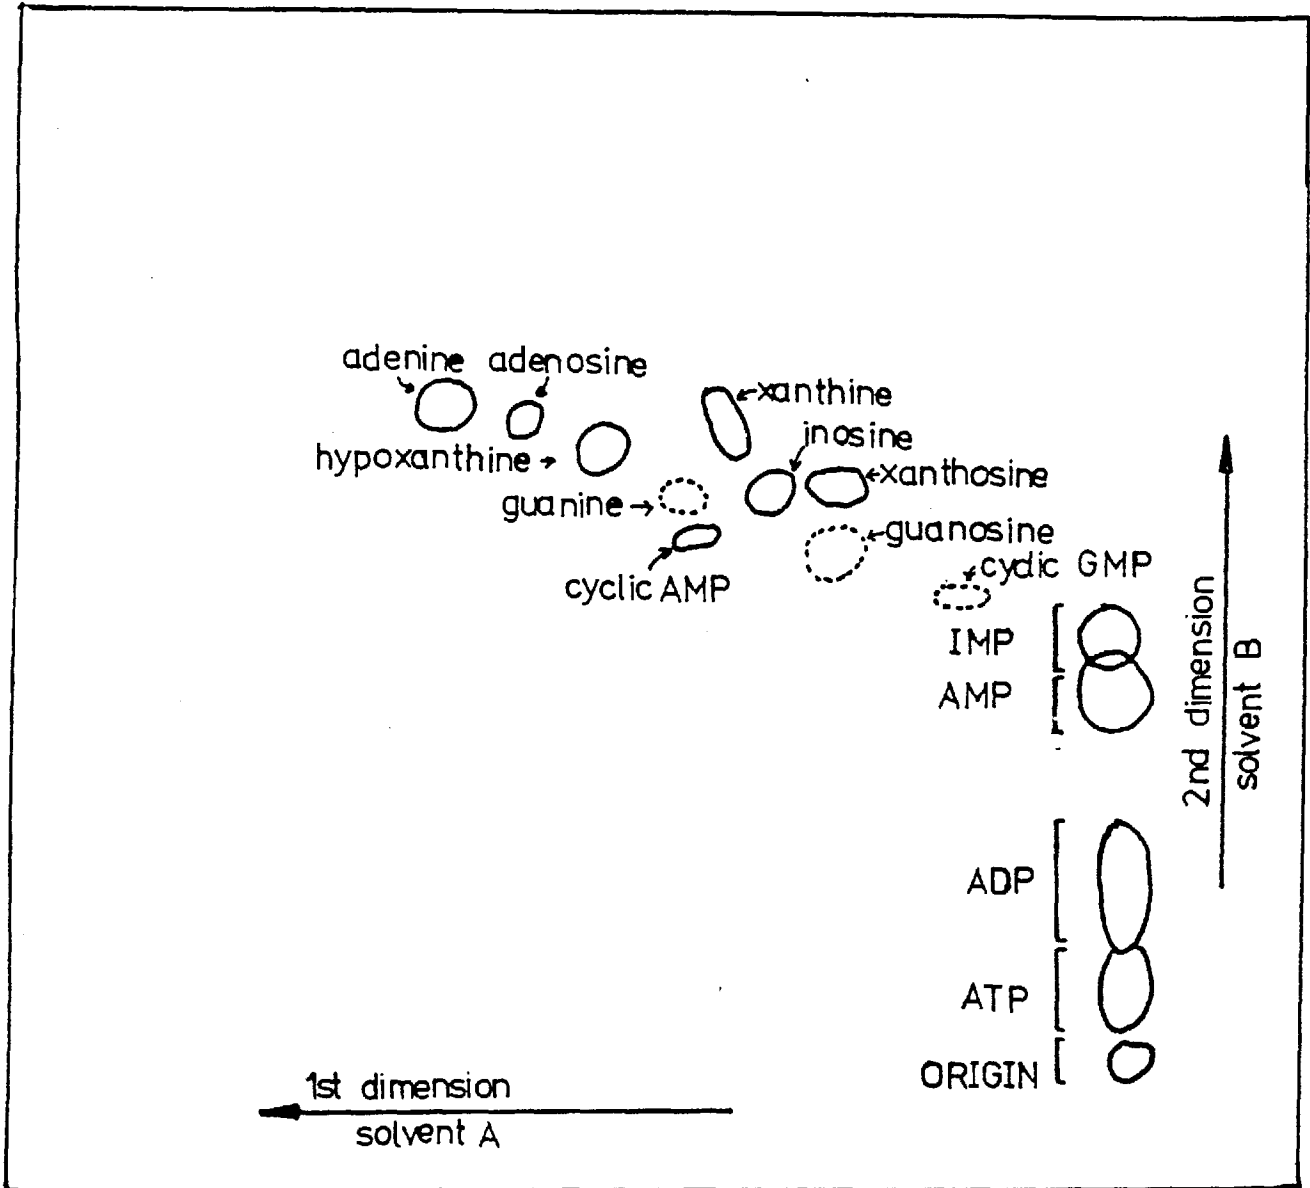 adenine adenosine
xanthine
hypoxanthine
inosine
guanine
xanthosine
guanosine
cyclic AMP
cyclic GMP
IMP
AMP
ADP
ATP
ORIGIN
2nd dimension
solvent B
1st dimension
solvent A